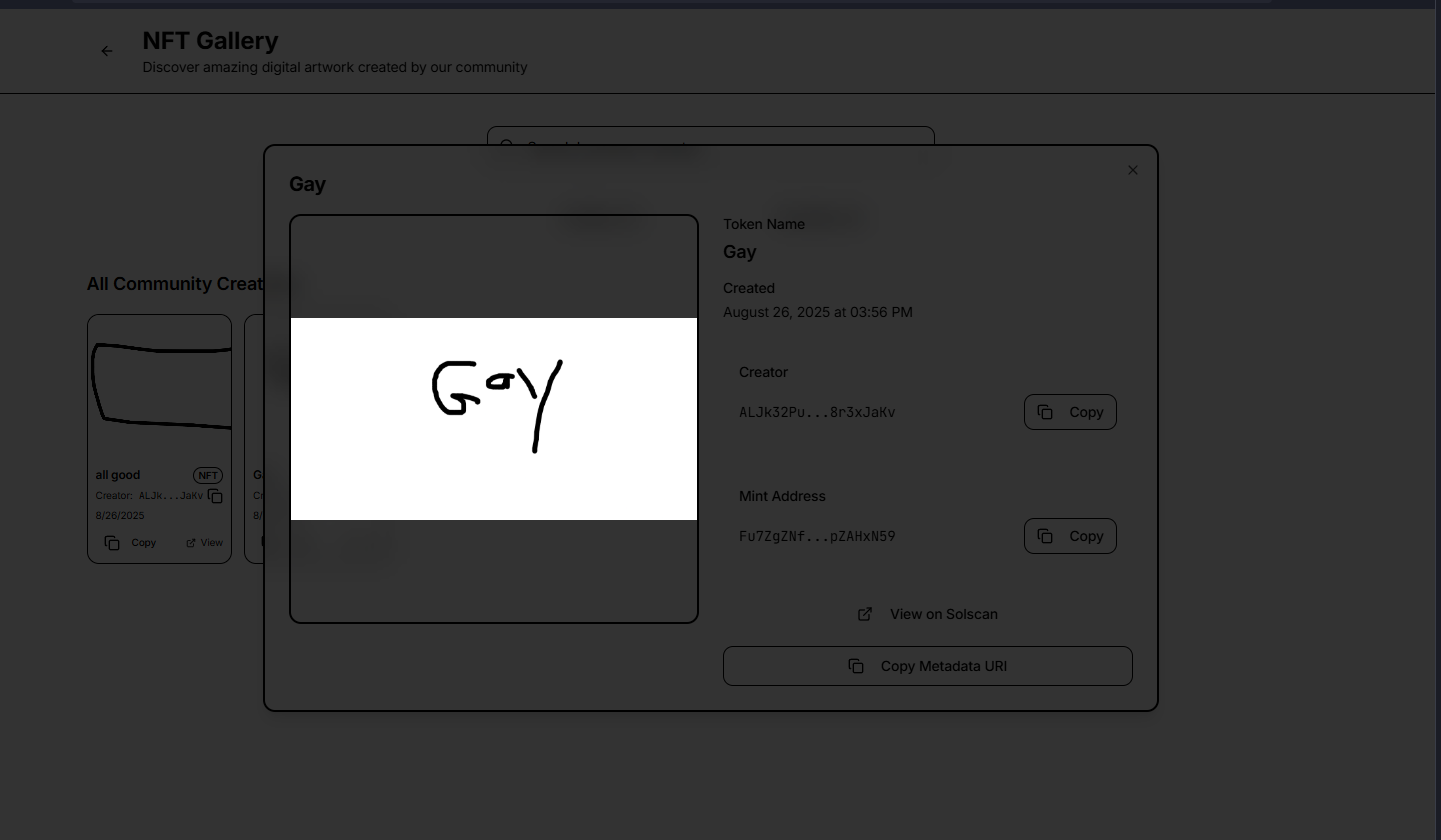 NFT Gallery
Discover amazing digital artwork created by our community
Gay
Gay
Token Name
Gay
Created
August 26, 2025 at 03:56 PM
Creator
ALJk32Pu...8r3xJaKv
Copy
Mint Address
Fu7ZgZNf...pZAHxN59
Copy
View on Solscan
Copy Metadata URI
All Community Creat
all good
NFT
Creator: ALJk...JaKv
8/26/2025
Copy
View
G
Cr
8/